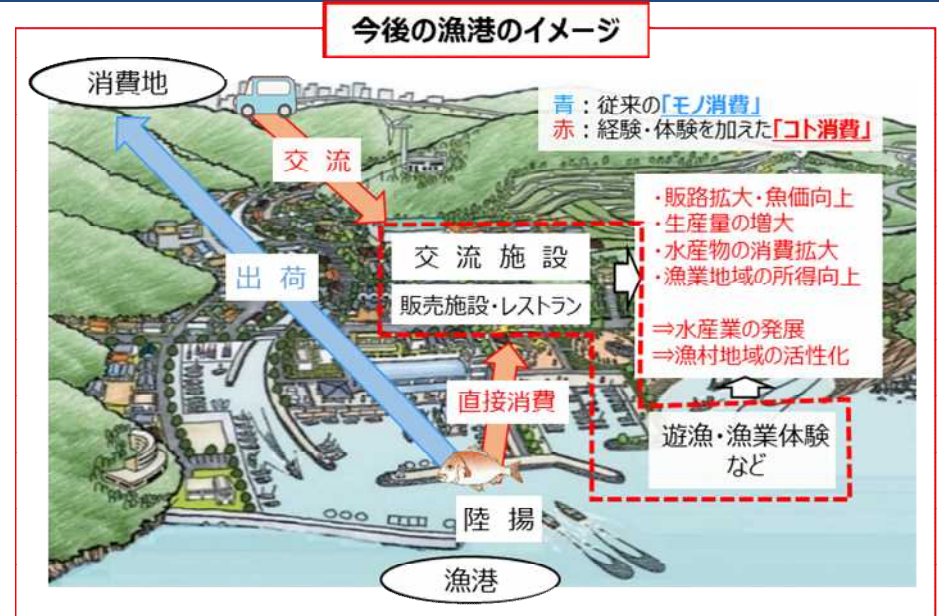 今後の漁港のイメージ
消費地
青：従来の「モノ消費」
赤：経験・体験を加えた「コト消費」
交流
・販路拡大・魚価向上
・生産量の増大
・水産物の消費拡大
・漁業地域の所得向上
⇒水産業の発展
⇒漁村地域の活性化
交流施設
販売施設・レストラン
出荷
直接消費
遊漁・漁業体験
など
陸揚
漁港